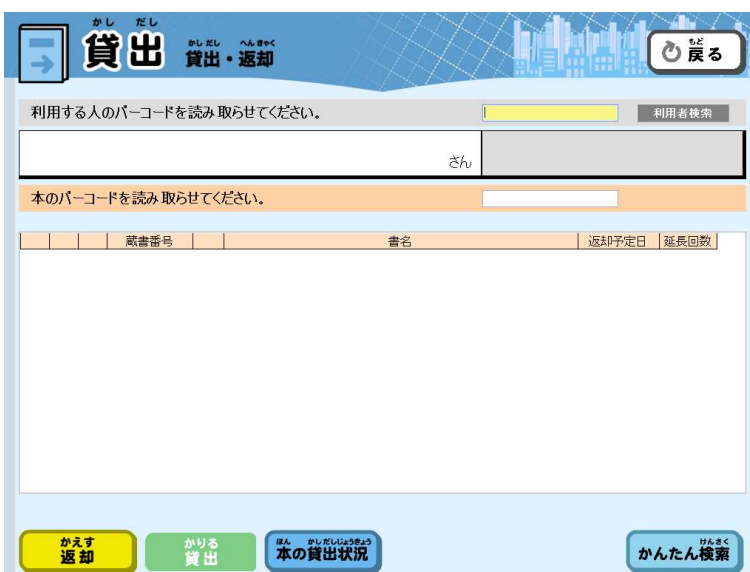 かし だし
貸出
かしだし へんきゃく
貸出・返却
もど
戻る
利用する人のバーコードを読み取らせてください。
利用者検索
さん
本のバーコードを読み取らせてください。
蔵書番号 書名 返却予定日 延長回数
かえす
返却
かりる
貸出
ほん かしだしじょうきょう
本の貸出状況
けんさく
かんたん検索